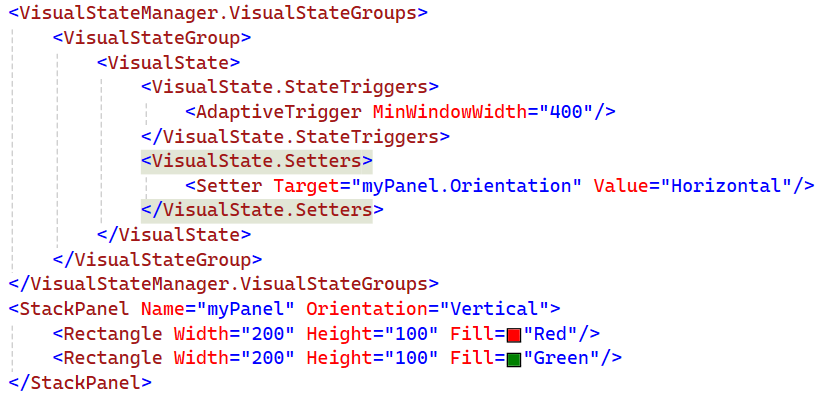 <VisualStateManager.VisualStateGroups>
    <VisualStateGroup>
        <VisualState>
            <VisualState.StateTriggers>
                <AdaptiveTrigger MinWindowWidth="400"/>
            </VisualState.StateTriggers>
            <VisualState.Setters>
                <Setter Target="myPanel.Orientation" Value="Horizontal"/>
            </VisualState.Setters>
        </VisualState>
    </VisualStateGroup>
</VisualStateManager.VisualStateGroups>
<StackPanel Name="myPanel" Orientation="Vertical">
    <Rectangle Width="200" Height="100" Fill="Red"/>
    <Rectangle Width="200" Height="100" Fill="Green"/>
</StackPanel>